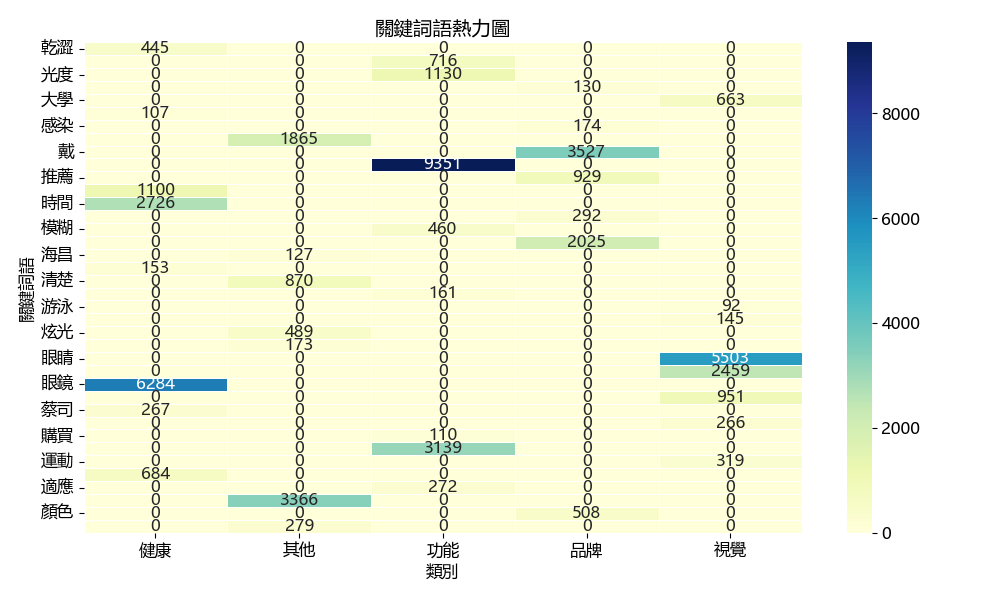 關鍵詞語熱力圖
乾澀 445 0 0 0 0
0 0 716 0 0
光度 0 0 1130 0 0
0 0 0 130 0
大學 0 0 0 0 663
107 0 0 0 0
感染 0 0 0 174 0
0 1865 0 0 0
戴 0 0 0 3527 0
0 0 9351 0 0
推薦 0 0 0 929 0
1100 0 0 0 0
時間 2726 0 0 0 0
0 0 0 292 0
模糊 0 0 460 0 0
0 0 0 2025 0
海昌 0 127 0 0 0
153 0 0 0 0
清楚 0 870 0 0 0
0 0 161 0 0
游泳 0 0 0 0 92
0 0 0 0 145
炫光 0 489 0 0 0
0 173 0 0 0
眼睛 0 0 0 0 5503
0 0 0 0 2459
眼鏡 6284 0 0 0 0
0 0 0 0 951
蔡司 267 0 0 0 0
0 0 0 0 266
購買 0 0 110 0 0
0 0 3139 0 0
運動 0 0 0 0 319
684 0 0 0 0
適應 0 0 272 0 0
0 3366 0 0 0
顏色 0 0 0 508 0
0 279 0 0 0
健康 其他 功能 品牌 視覺
類別
關鍵詞語
8000
6000
4000
2000
0